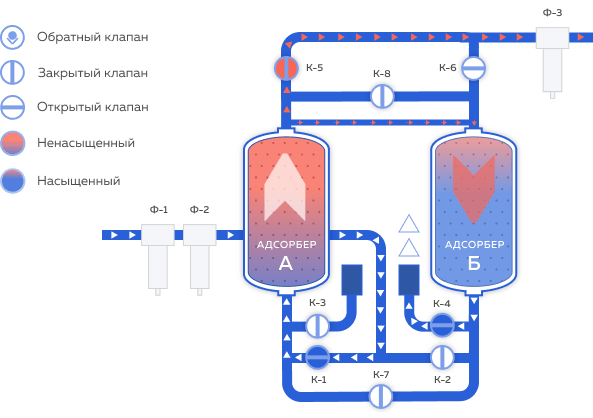 Ф-3
Обратный клапан
К-5
К-6
Закрытый клапан
К-8
Открытый клапан
Ненасыщенный
Насыщенный
Ф-1
Ф-2
АДСОРБЕР
А
АДСОРБЕР
Б
К-3
К-4
К-1
К-7
К-2